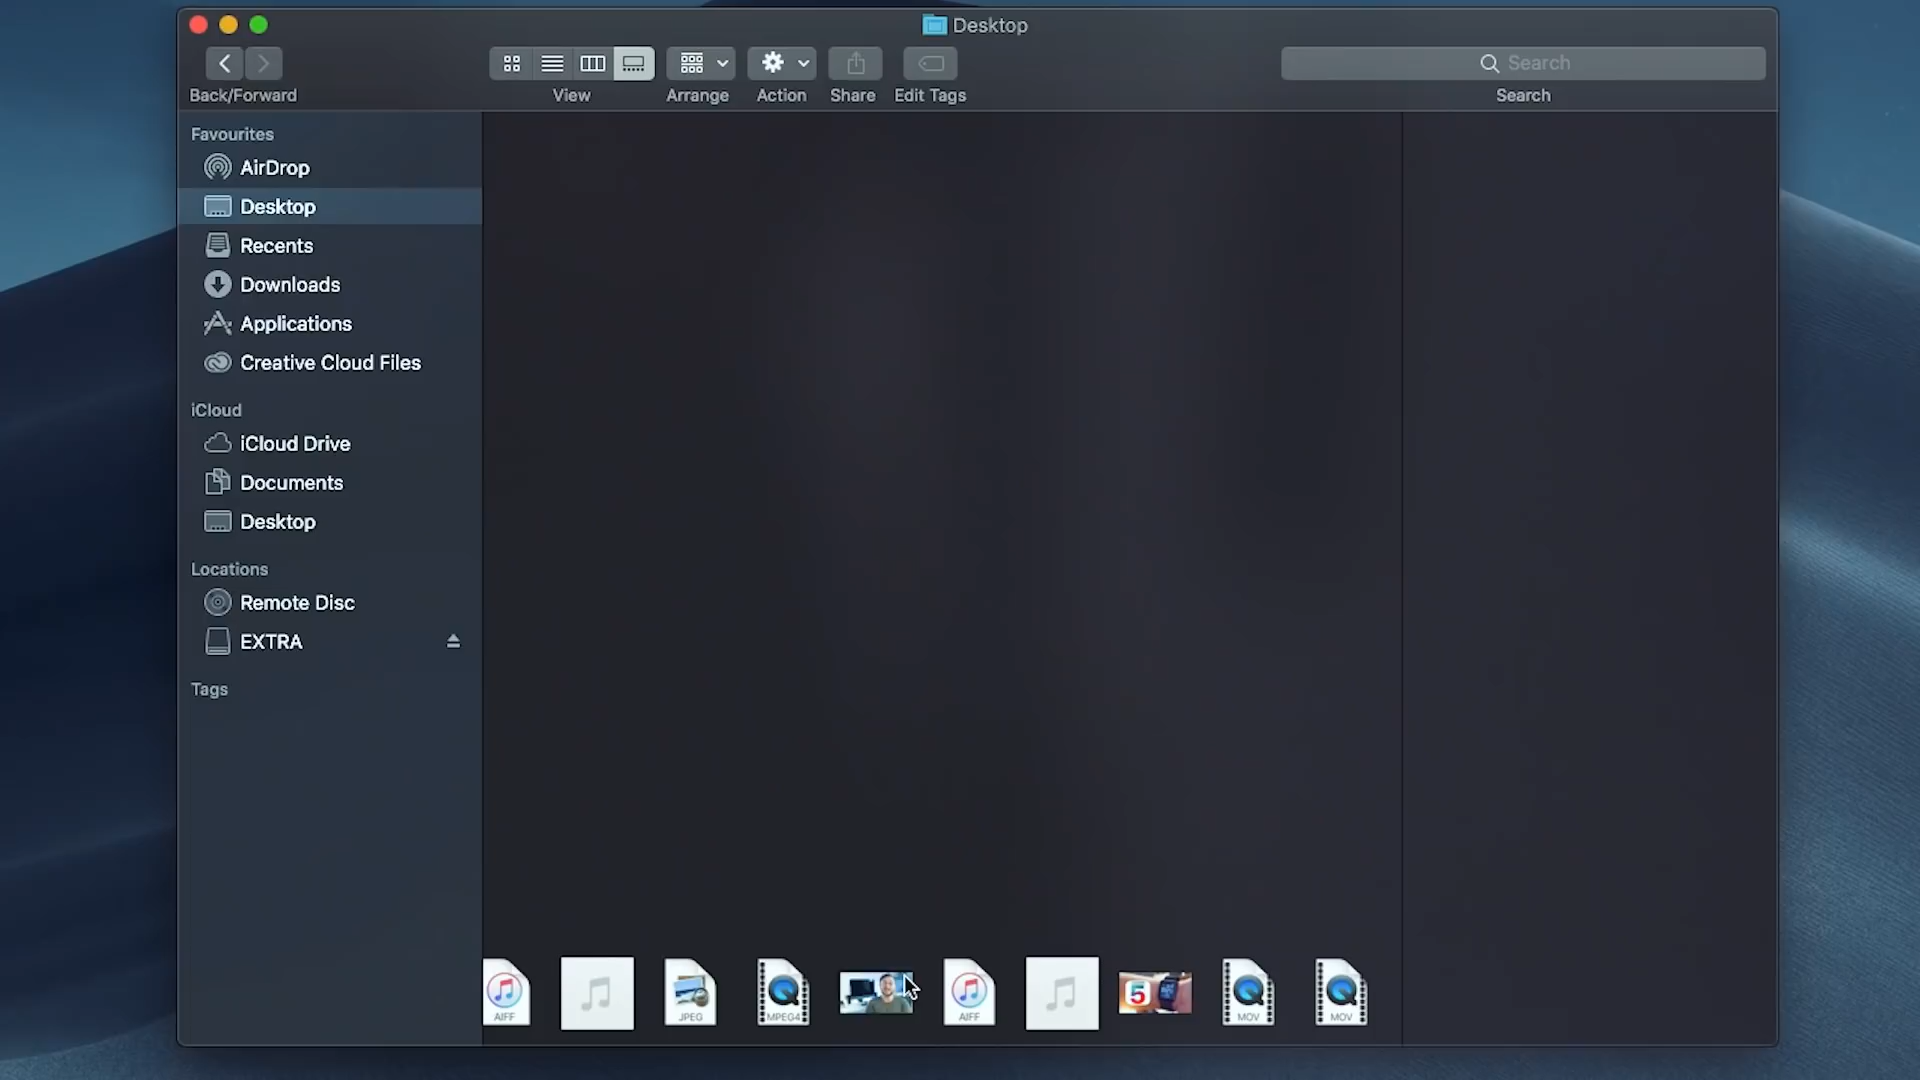 Desktop
Search
Back/Forward
View
Arrange
Action
Share
Edit Tags
Search
Favourites
AirDrop
Desktop
Recents
Downloads
Applications
Creative Cloud Files
iCloud
iCloud Drive
Documents
Desktop
Locations
Remote Disc
EXTRA
Tags
AIFF
JPEG
MPEG4
AIFF
5
MOV
MOV